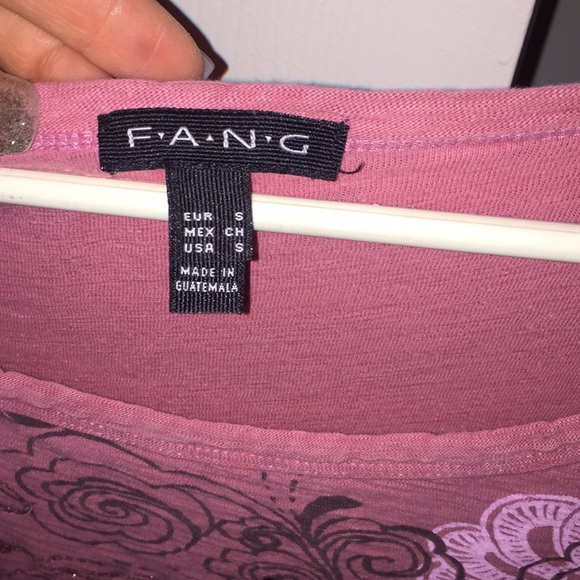 F▾A▴N▾G
EUR S
MEX CH
USA S
MADE IN
GUATEMALA